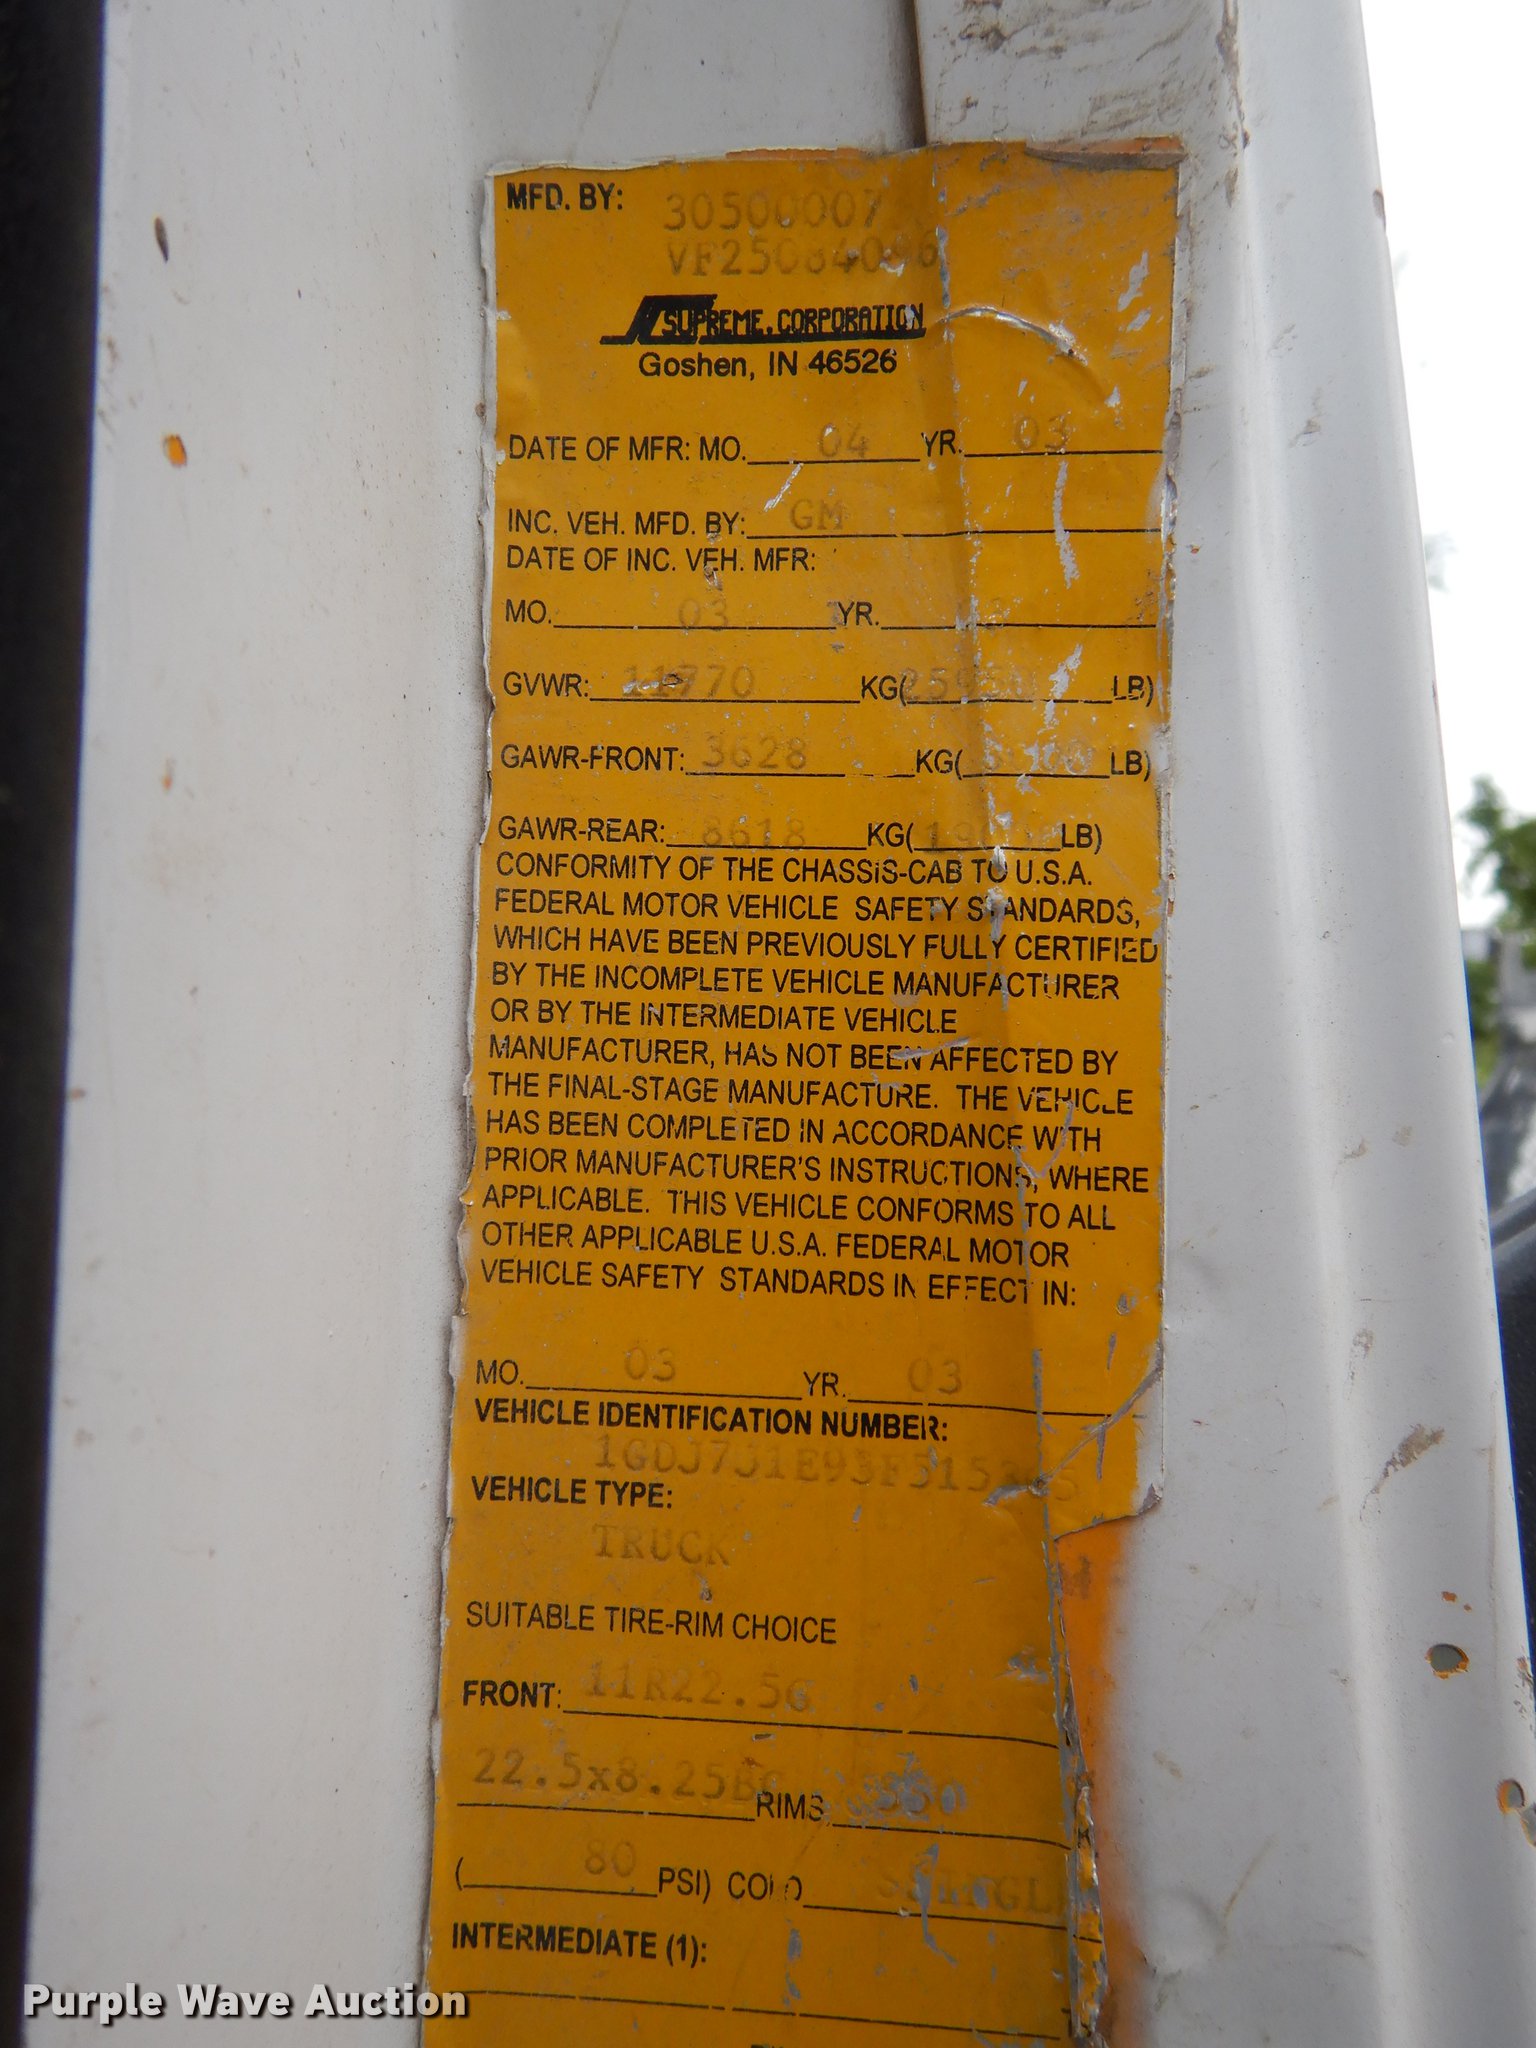 MFD. BY: 30500007
SUPREME CORPORATION
Goshen, IN 46526
DATE OF MFR: MO. 04 YR. 03
INC. VEH. MFD. BY: GM
DATE OF INC. VEH. MFR:
MO. 03 YR.
GVWR: 11770 KG( LB)
GAWR-FRONT: 3628 KG( LB)
GAWR-REAR: 8618 KG( LB)
CONFORMITY OF THE CHASSIS-CAB TO U.S.A.
FEDERAL MOTOR VEHICLE SAFETY STANDARDS,
WHICH HAVE BEEN PREVIOUSLY FULLY CERTIFIED
BY THE INCOMPLETE VEHICLE MANUFACTURER
OR BY THE INTERMEDIATE VEHICLE
MANUFACTURER, HAS NOT BEEN AFFECTED BY
THE FINAL-STAGE MANUFACTURE. THE VEHICLE
HAS BEEN COMPLETED IN ACCORDANCE WITH
PRIOR MANUFACTURER'S INSTRUCTIONS, WHERE
APPLICABLE. THIS VEHICLE CONFORMS TO ALL
OTHER APPLICABLE U.S.A. FEDERAL MOTOR
VEHICLE SAFETY STANDARDS IN EFFECT IN:
MO. 03 YR. 03
VEHICLE IDENTIFICATION NUMBER:
VEHICLE TYPE:
TRUCK
SUITABLE TIRE-RIM CHOICE
FRONT: 11R22.5G
RIMS
( 80 PSI) COLD
INTERMEDIATE (1):
Purple Wave Auction